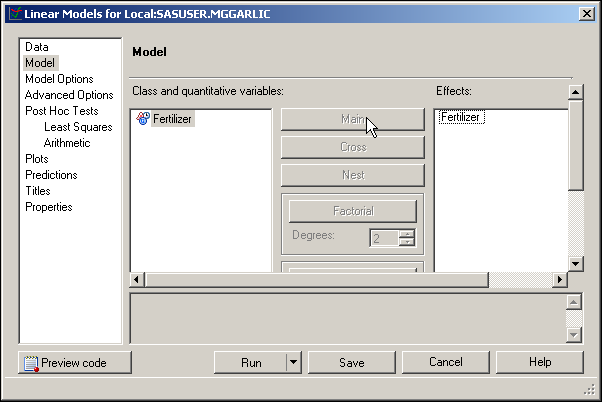 Linear Models for Local:SASUSER.MGGARLIC
Data
Model
Model Options
Advanced Options
Post Hoc Tests
Least Squares
Arithmetic
Plots
Predictions
Titles
Properties
Model
Class and quantitative variables:
Effects:
Fertilizer
Main
Fertilizer
Cross
Nest
Factorial
Degrees:
2
Preview code
Run
Save
Cancel
Help